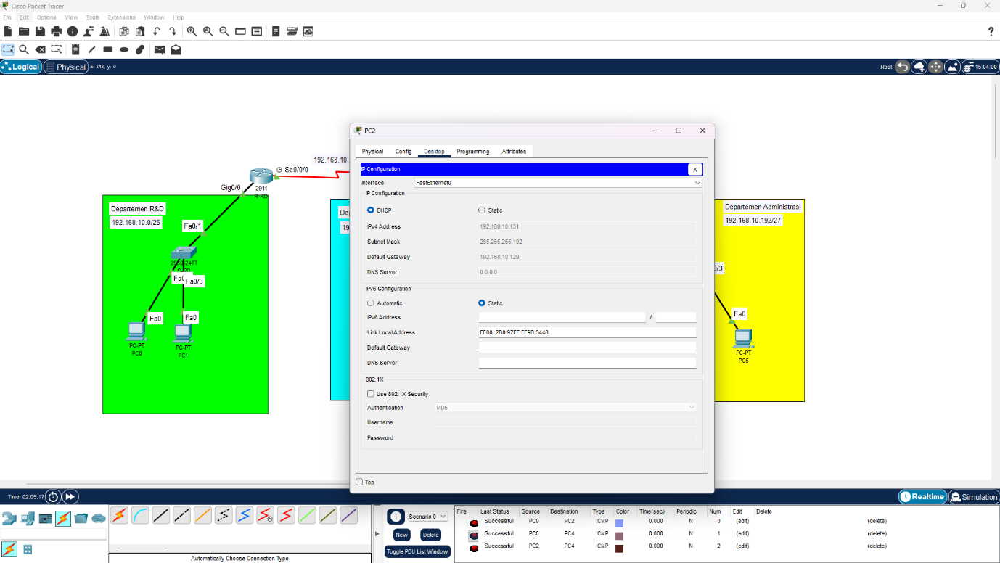 Cisco Packet Tracer
File Edit Options View Tools Extensions Window Help
?
Logical Physical x: 343, y: 0 Root 15:04:00
192.168.10.
Se0/0/0
2911
R-RD
Gig0/0
Departemen R&D
192.168.10.0/25
Fa0/1
2950-24TT
S-RD
Fa0/3
Fa0
PC-PT
PC0
Fa0
PC-PT
PC1
De
19
PC2
Physical Config Desktop Programming Attributes
IP Configuration X
Interface FastEthernet0
IP Configuration
DHCP Static
IPv4 Address 192.168.10.131
Subnet Mask 255.255.255.192
Default Gateway 192.168.10.129
DNS Server 0.0.0.0
IPv6 Configuration
Automatic Static
IPv6 Address /
Link Local Address FE80::2D0:97FF:FE9B:3448
Default Gateway
DNS Server
802.1X
Use 802.1X Security
Authentication MD5
Username
Password
Top
Departemen Administrasi
192.168.10.192/27
0/3
Fa0
PC-PT
PC5
Time: 02:05:17 Realtime Simulation
Automatically Choose Connection Type
Scenario 0
New Delete
Toggle PDU List Window
Fire Last Status Source Destination Type Color Time(sec) Periodic Num Edit Delete
Successful PC0 PC2 ICMP 0.000 N 0 (edit) (delete)
Successful PC0 PC4 ICMP 0.000 N 1 (edit) (delete)
Successful PC2 PC4 ICMP 0.000 N 2 (edit) (delete)